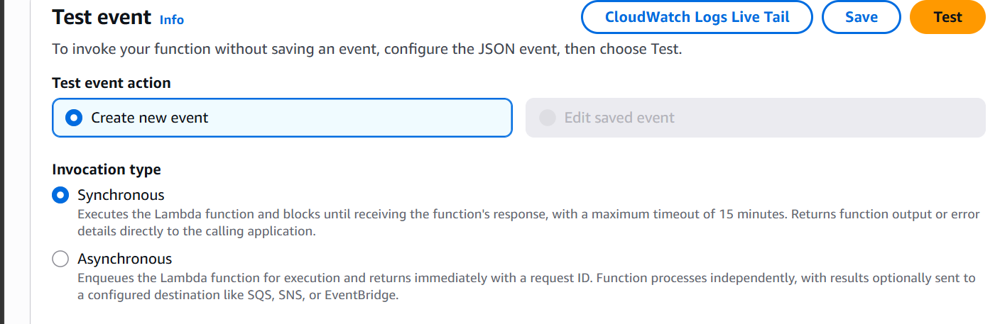 Test event Info CloudWatch Logs Live Tail Save Test
To invoke your function without saving an event, configure the JSON event, then choose Test.
Test event action
Create new event Edit saved event
Invocation type
Synchronous
Executes the Lambda function and blocks until receiving the function's response, with a maximum timeout of 15 minutes. Returns function output or error
details directly to the calling application.
Asynchronous
Enqueues the Lambda function for execution and returns immediately with a request ID. Function processes independently, with results optionally sent to
a configured destination like SQS, SNS, or EventBridge.